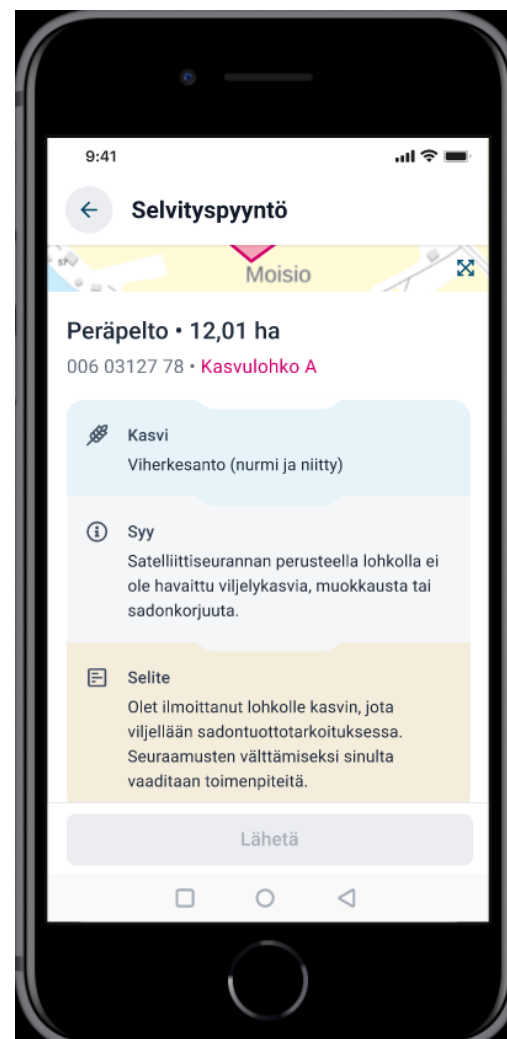 9:41
Selvityspyyntö
57
Moisio
Peräpelto • 12,01 ha
006 03127 78 • Kasvulohko A
Kasvi
Viherkesanto (nurmi ja niitty)
Syy
Satelliittiseurannan perusteella lohkolla ei
ole havaittu viljelykasvia, muokkausta tai
sadonkorjuuta.
Selite
Olet ilmoittanut lohkolle kasvin, jota
viljellään sadontuottotarkoituksessa.
Seuraamusten välttämiseksi sinulta
vaaditaan toimenpiteitä.
Lähetä